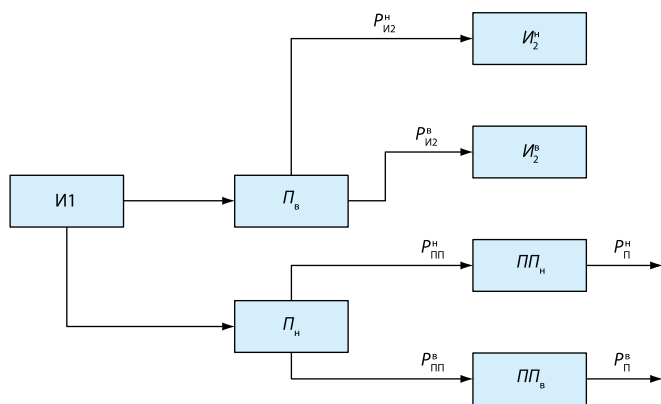 P^н_И2
И^н_2
P^в_И2
И^в_2
И1
П_в
P^н_ПП
ПП_н
P^н_П
П_н
P^в_ПП
ПП_в
P^в_П